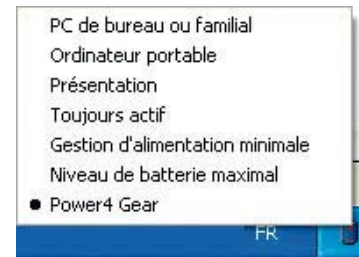 PC de bureau ou familial
Ordinateur portable
Présentation
Toujours actif
Gestion d'alimentation minimale
Niveau de batterie maximal
Power4 Gear
FR